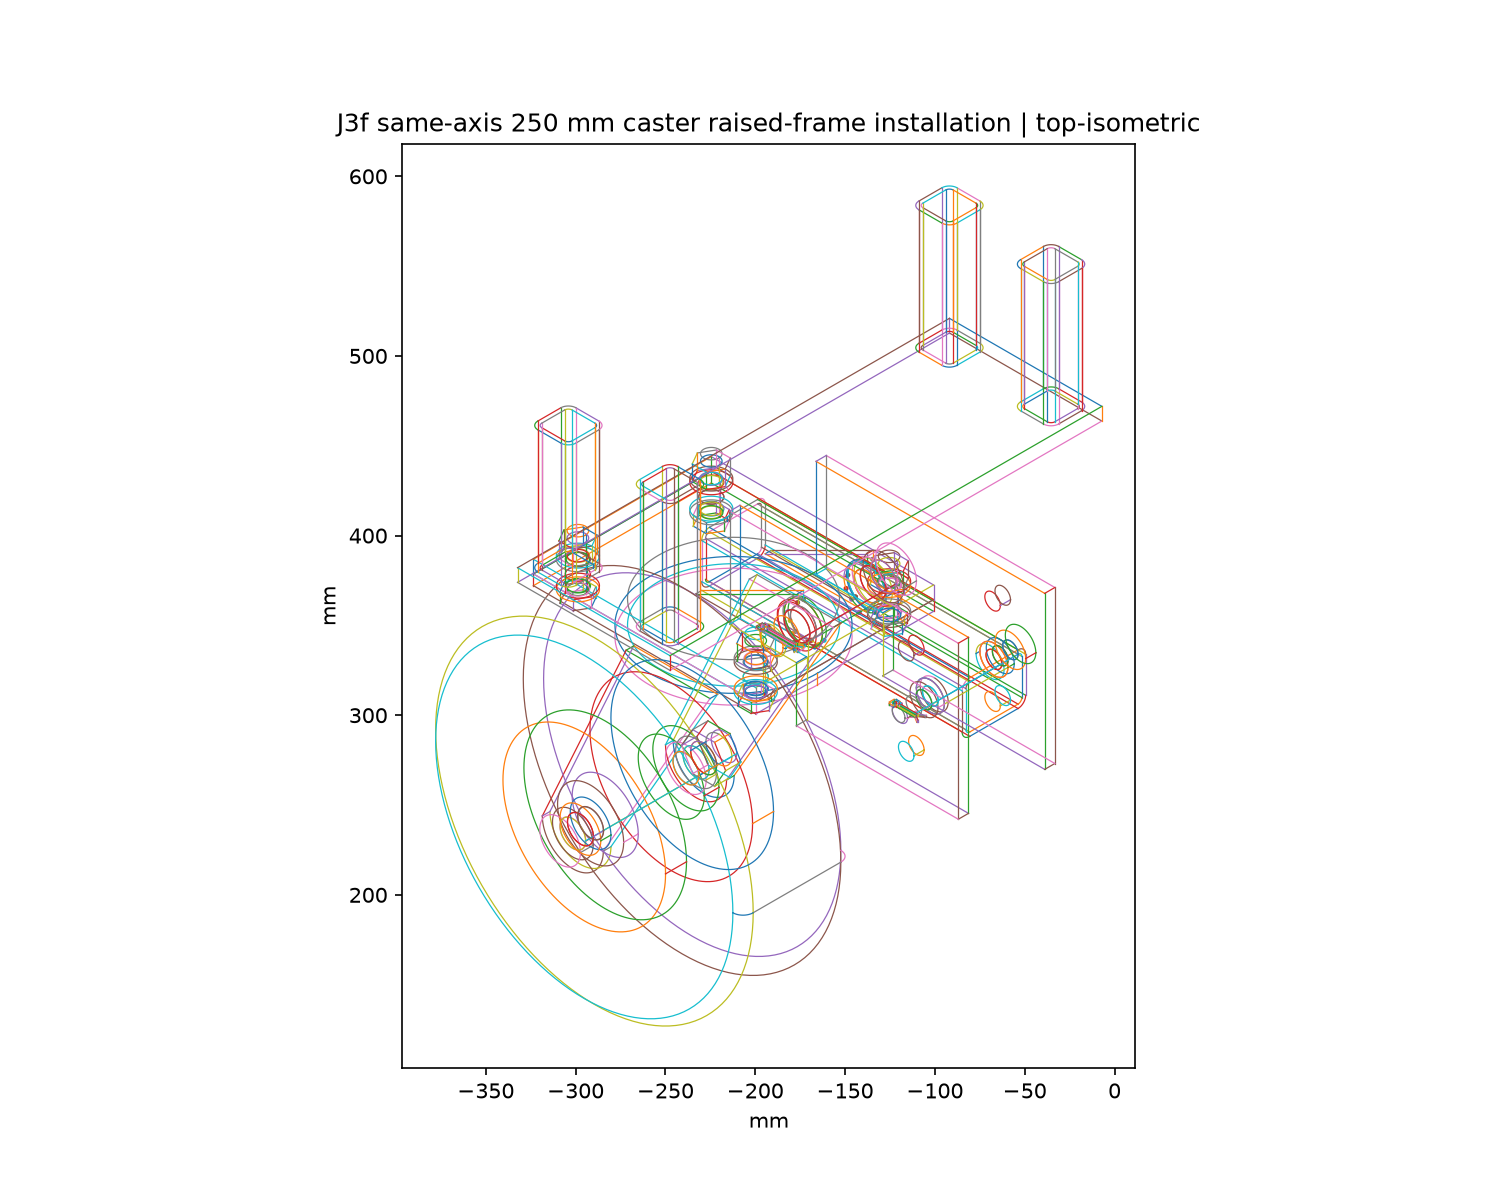 J3f same-axis 250 mm caster raised-frame installation | top-isometric
600
500
400
300
200
mm
−350 −300 −250 −200 −150 −100 −50 0
mm